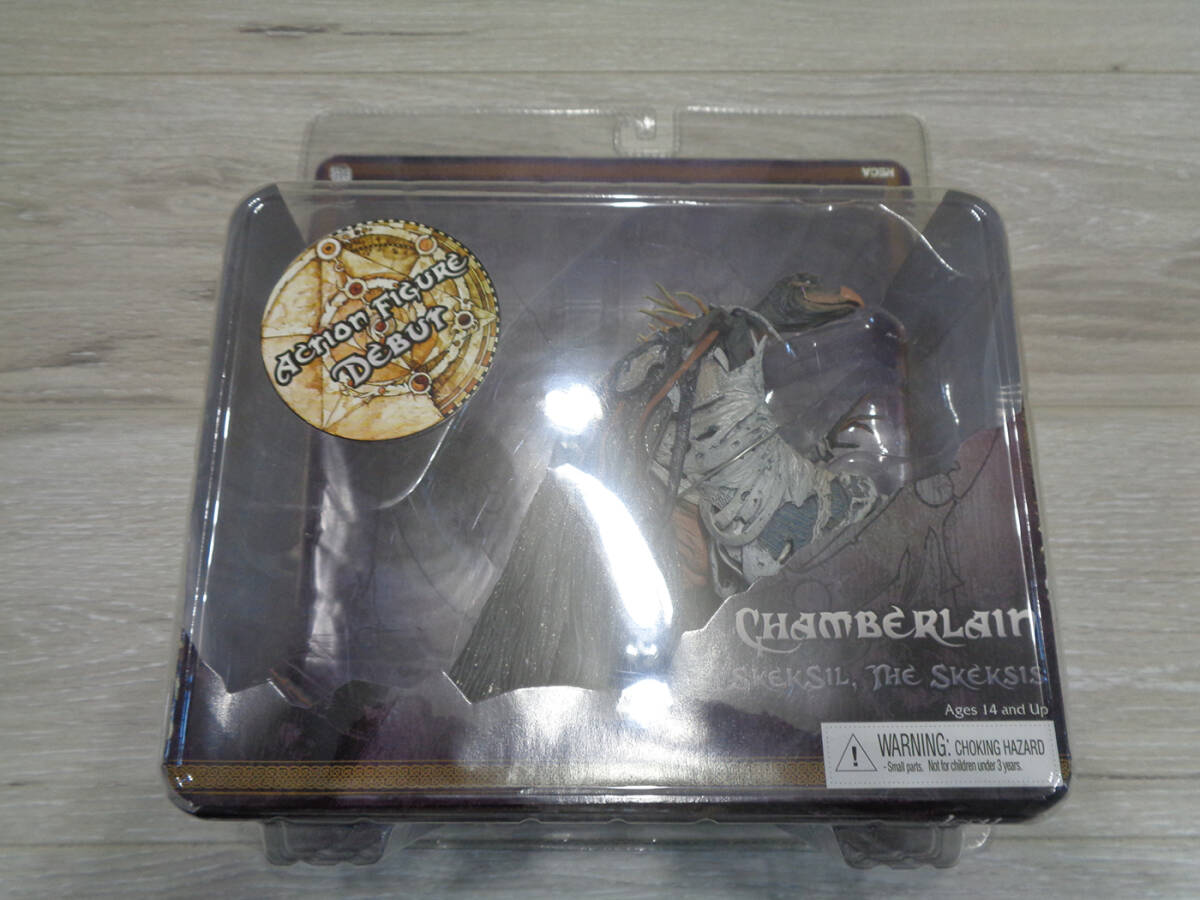 NECA
ACTION FIGURE
DEBUT
CHAMBERLAIN
SKEKSIL, THE SKEKSIS
Ages 14 and Up
WARNING: CHOKING HAZARD
- Small parts. Not for children under 3 years.